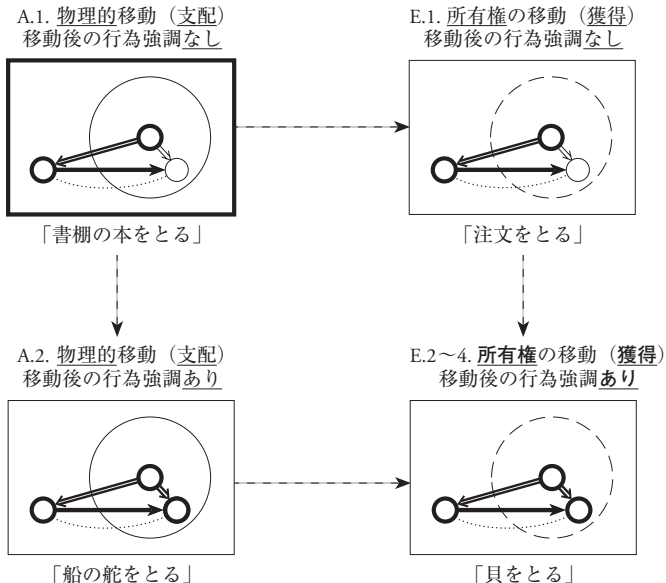 A.1. 物理的移動（支配）
移動後の行為強調なし
E.1. 所有権の移動（獲得）
移動後の行為強調なし
「書棚の本をとる」
「注文をとる」
A.2. 物理的移動（支配）
移動後の行為強調あり
E.2～4. 所有権の移動（獲得）
移動後の行為強調あり
「船の舵をとる」
「貝をとる」